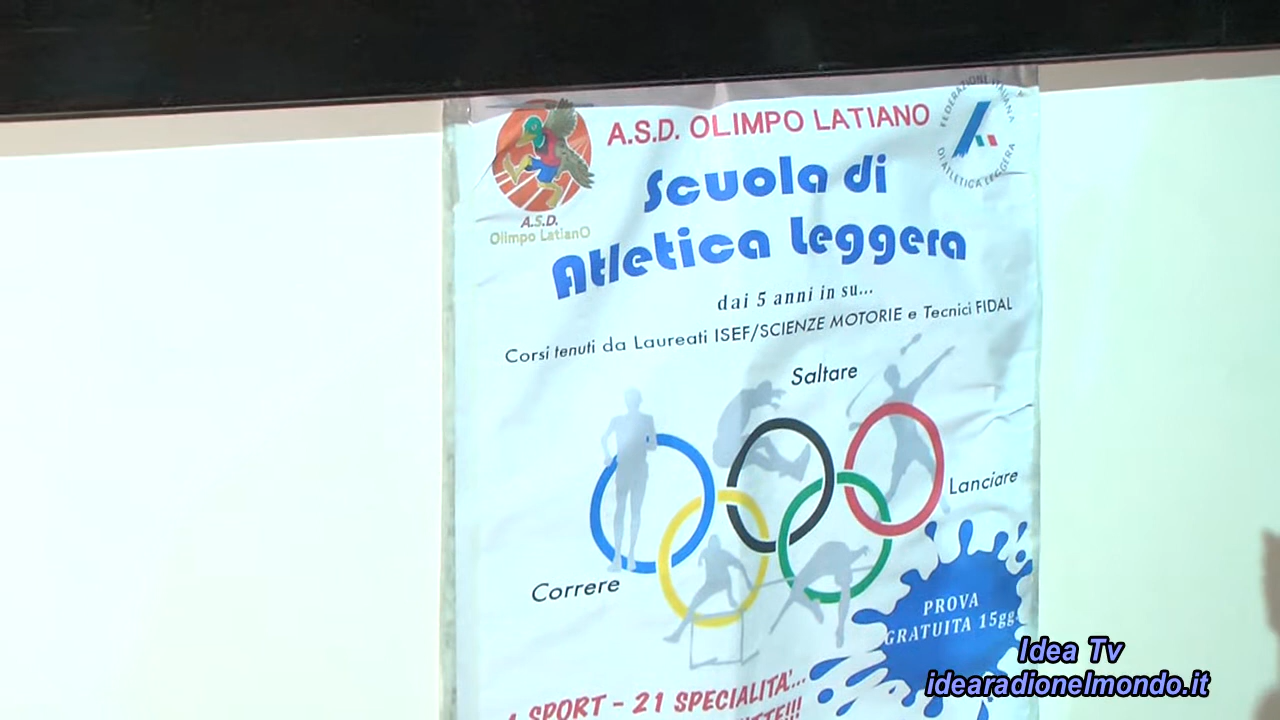 A.S.D. OLIMPO LATIANO
FEDERAZIONE ITALIANA
DI ATLETICA LEGGERA
A.S.D.
Olimpo LatianO
Scuola di
Atletica Leggera
dai 5 anni in su...
Corsi tenuti da Laureati ISEF/SCIENZE MOTORIE e Tecnici FIDAL
Saltare
Lanciare
Correre
PROVA
GRATUITA 15gg.
SPORT - 21 SPECIALITA'...
Idea Tv
idearadionelmondo.it